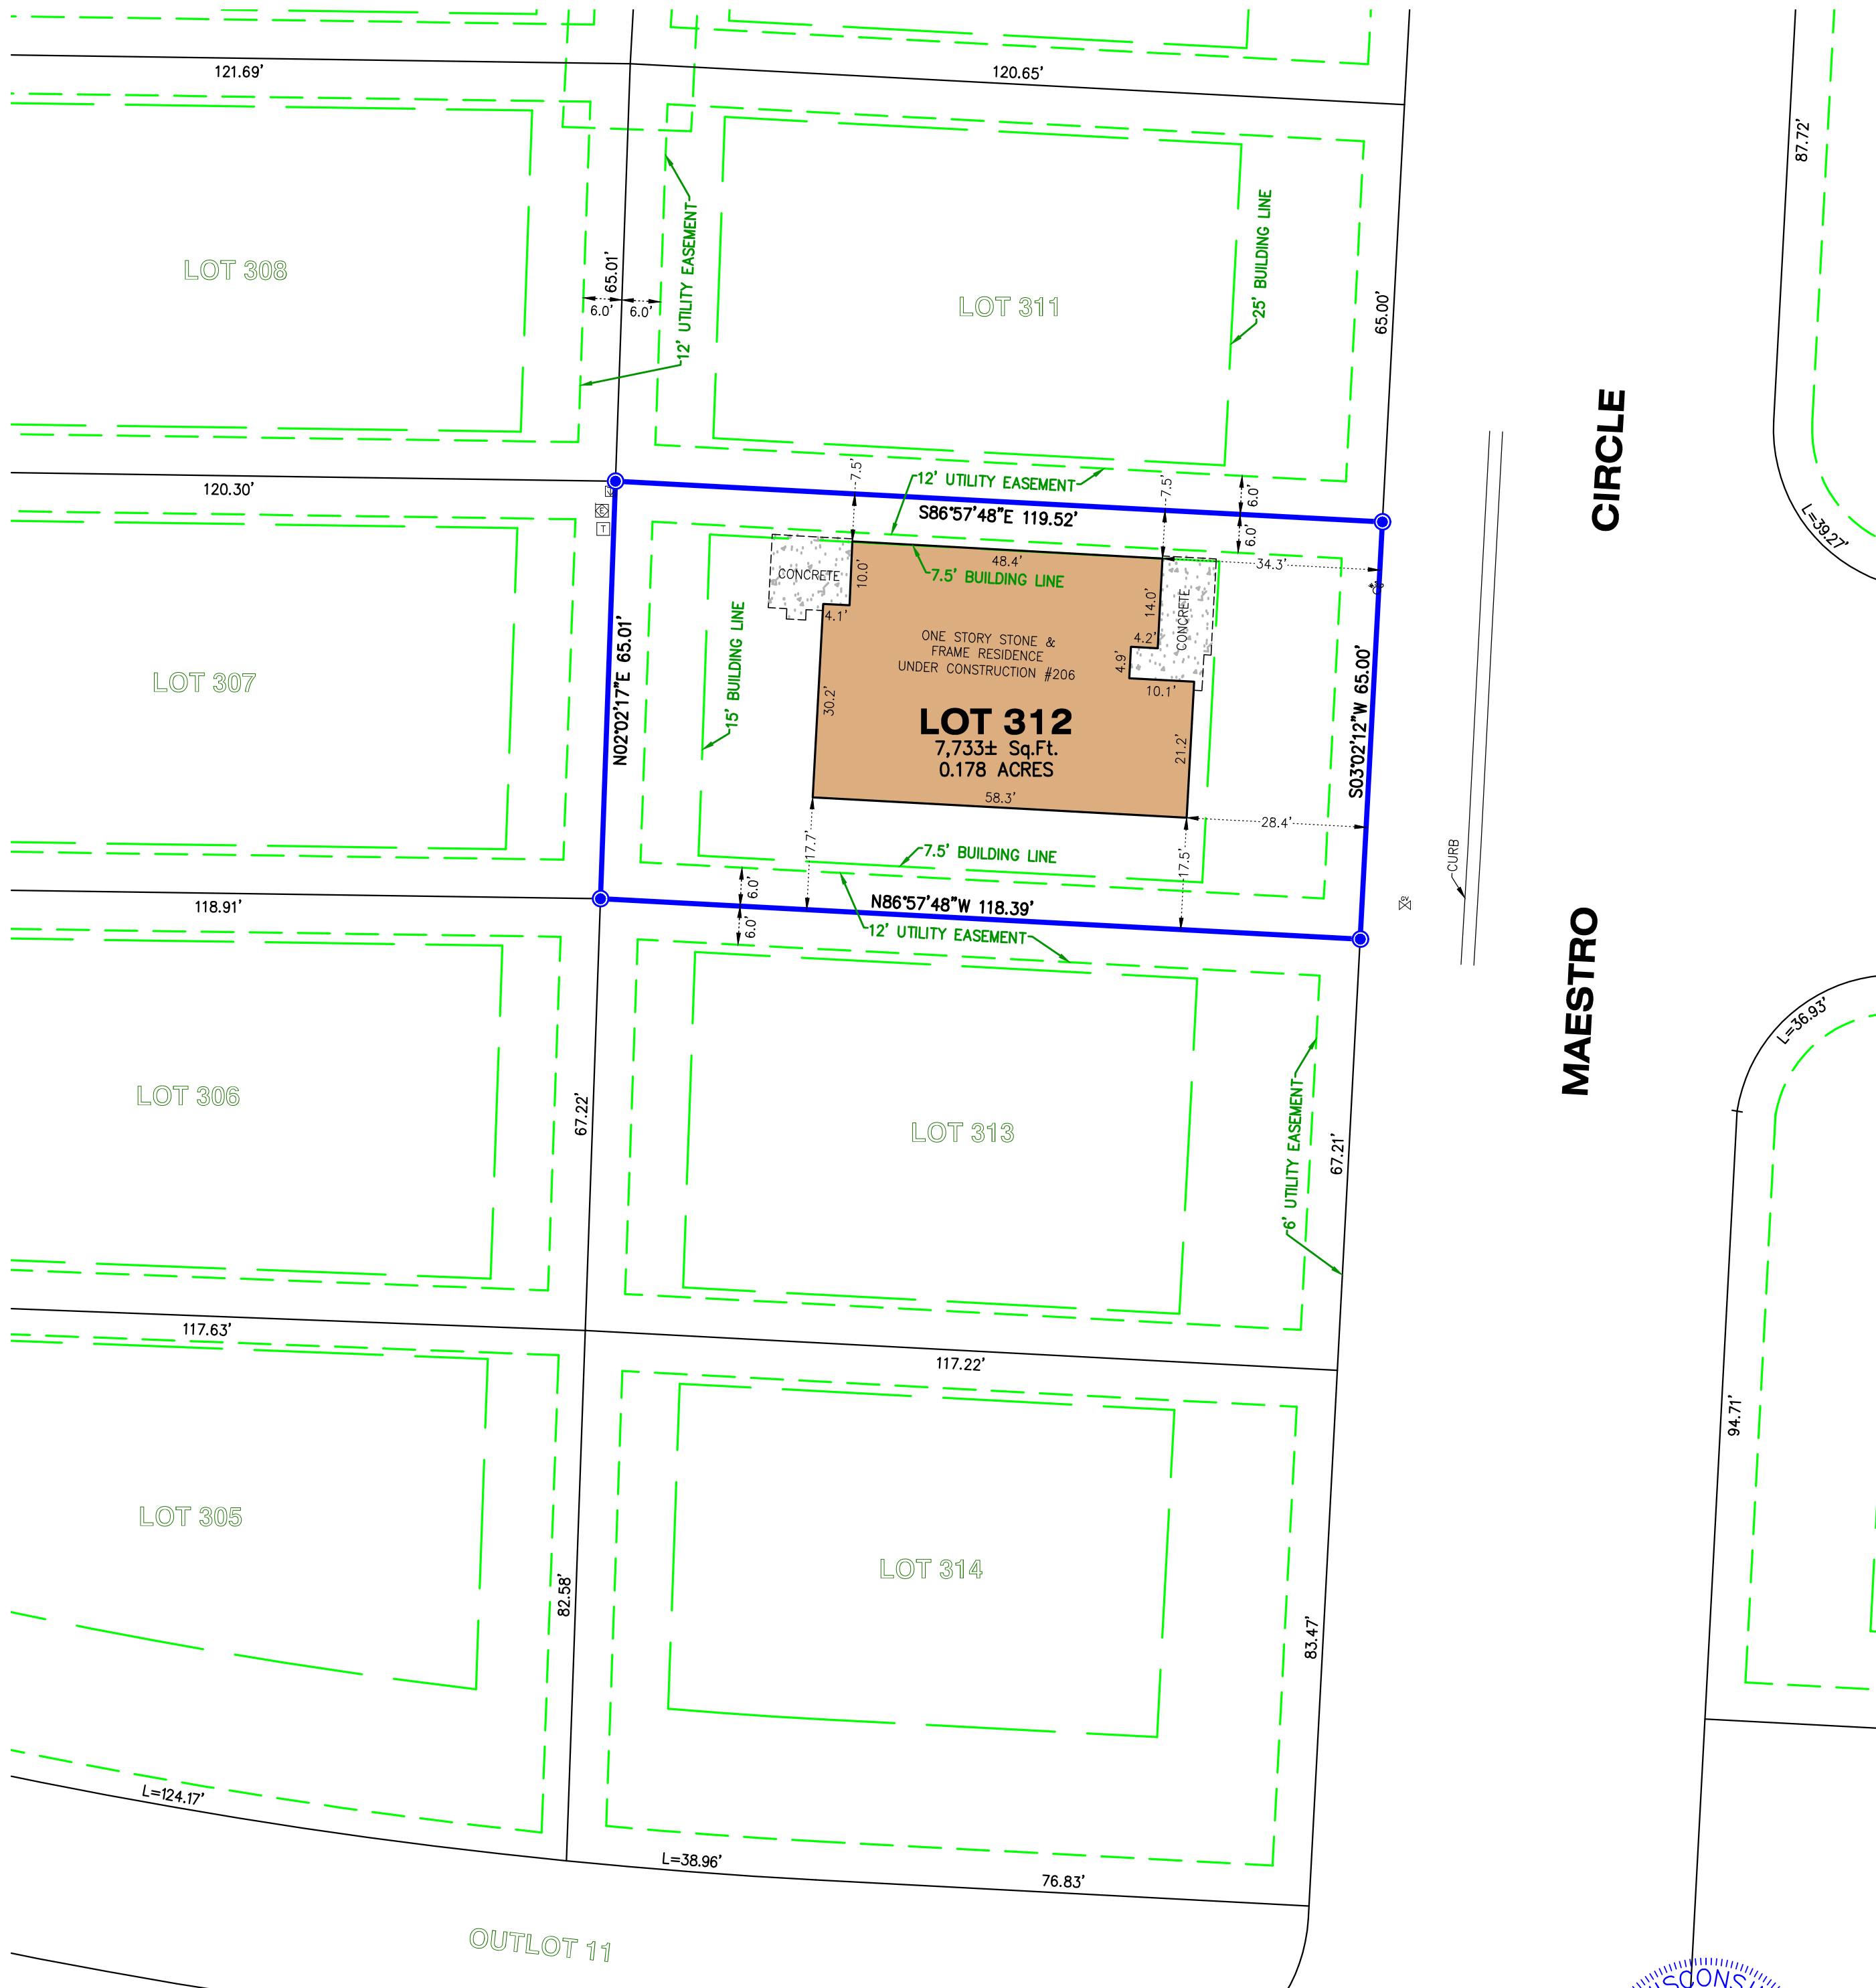 121.69'
120.65'
87.72'
LOT 308
65.01'
6.0'
6.0'
12' UTILITY EASEMENT
LOT 311
25' BUILDING LINE
65.00'
CIRCLE
L=39.27'
120.30'
7.5'
12' UTILITY EASEMENT
7.5'
6.0'
S86°57'48"E 119.52'
6.0'
T
CONCRETE
10.0'
48.4'
7.5' BUILDING LINE
34.3'
4.1'
14.0'
CONCRETE
4.2'
4.9'
10.1'
ONE STORY STONE &
FRAME RESIDENCE
UNDER CONSTRUCTION #206
LOT 307
N02°02'17"E 65.01'
15' BUILDING LINE
30.2'
LOT 312
7,733± Sq.Ft.
0.178 ACRES
21.2'
S03°02'12"W 65.00'
58.3'
28.4'
17.7'
7.5' BUILDING LINE
17.5'
CURB
118.91'
6.0'
N86°57'48"W 118.39'
6.0'
12' UTILITY EASEMENT
MAESTRO
L=36.93'
LOT 306
67.22'
LOT 313
6' UTILITY EASEMENT
67.21'
117.63'
117.22'
94.71'
LOT 305
82.58'
LOT 314
83.47'
L=124.17'
L=38.96'
76.83'
OUTLOT 11